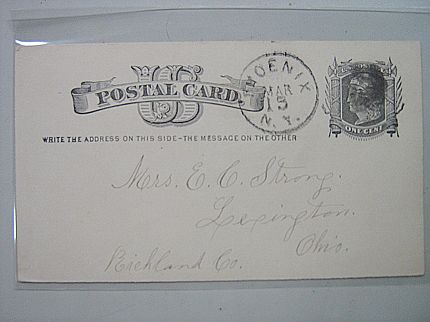 US
POSTAL CARD.
PHOENIX
MAR
15
N.Y.
ONE CENT
WRITE THE ADDRESS ON THIS SIDE-THE MESSAGE ON THE OTHER
Mrs. E. C. Strong.
Lexington.
Richland Co. Ohio.